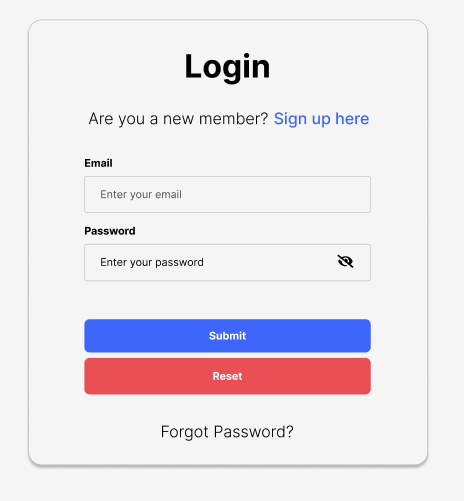 Login
Are you a new member? Sign up here
Email
Enter your email
Password
Enter your password
Submit
Reset
Forgot Password?